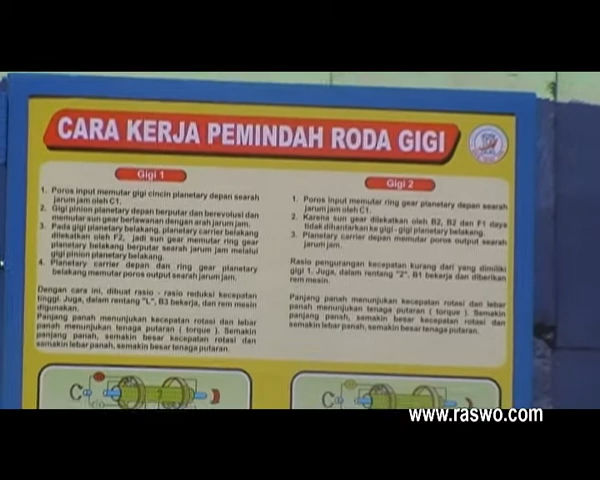 CARA KERJA PEMINDAH RODA GIGI
Gigi 1
1. Poros input memutar gigi cincin planetary depan searah
jarum jam oleh C1.
2. Gigi pinion planetary depan berputar dan berevolusi dan
memutar sun gear berlawanan dengan arah jarum jam.
3. Pada gigi planetary belakang, planetary carrier belakang
dilekatkan oleh F2, jadi sun gear memutar ring gear
planetary belakang berputar searah jarum jam melalui
gigi pinion planetary belakang.
4. Planetary carrier depan dan ring gear planetary
belakang memutar poros output searah jarum jam.
Dengan cara ini, dibuat rasio - rasio reduksi kecepatan
tinggi. Juga, dalam rentang "L", B3 bekerja, dan rem mesin
digunakan.
Panjang panah menunjukan kecepatan rotasi dan lebar
panah menunjukan tenaga putaran ( torque ). Semakin
panjang panah, semakin besar kecepatan rotasi dan
semakin lebar panah, semakin besar tenaga putaran.
Gigi 2
1. Poros input memutar ring gear planetary depan searah
jarum jam oleh C1.
2. Karena sun gear dilekatkan oleh B2, B2 dan F1 daya
tidak dihantarkan ke gigi - gigi planetary belakang.
3. Planetary carrier depan memutar poros output searah
jarum jam.
Rasio pengurangan kecepatan kurang dari yang dimiliki
gigi 1. Juga, dalam rentang "2", B1 bekerja dan diberikan
rem mesin.
Panjang panah menunjukan kecepatan rotasi dan lebar
panah menunjukan tenaga putaran ( torque ). Semakin
panjang panah, semakin besar kecepatan rotasi dan
semakin lebar panah, semakin besar tenaga putaran.
www.raswo.com